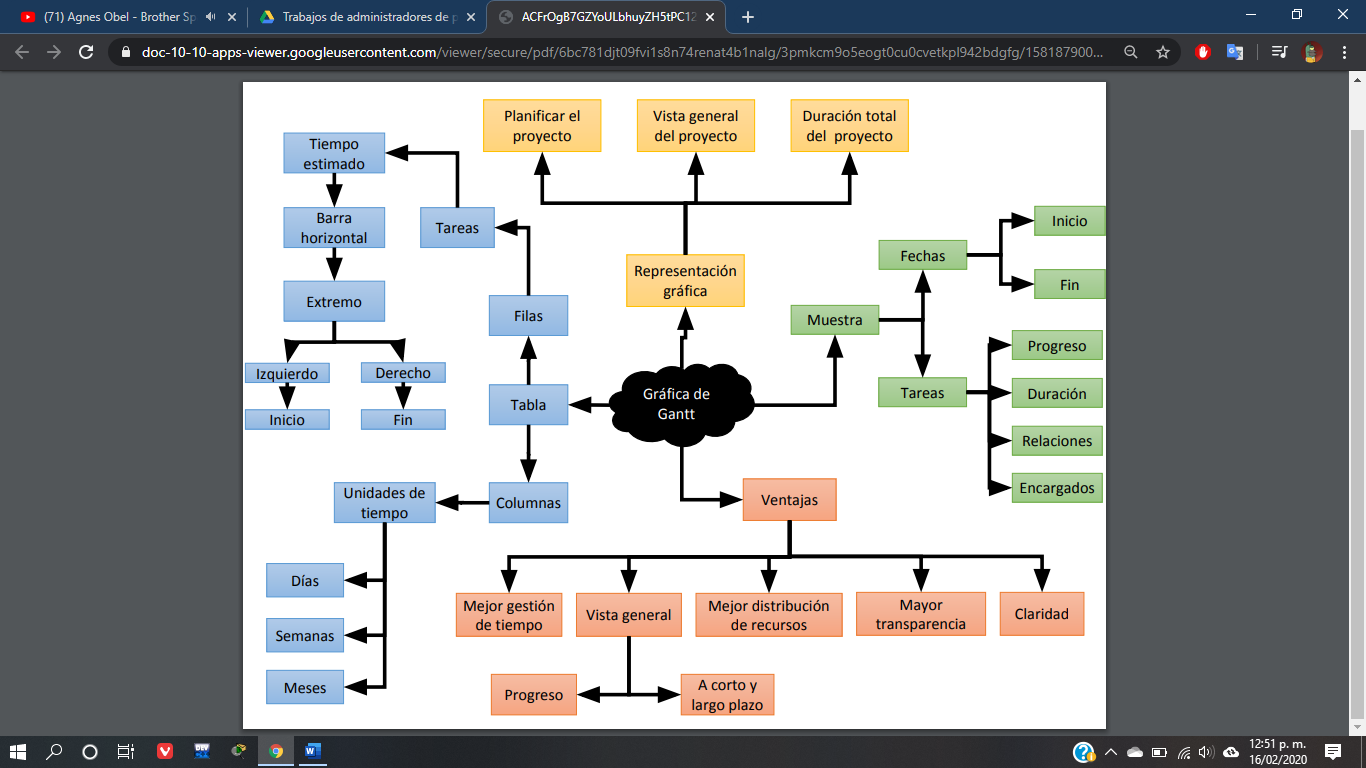 (71) Agnes Obel - Brother Sp
Trabajos de administradores de p
ACFrOgB7GZYoULbhuyZH5tPC12
doc-10-10-apps-viewer.googleusercontent.com/viewer/secure/pdf/6bc781djt09fvi1s8n74renat4b1nalg/3pmkcm9o5eogt0cu0cvetkpl942bdgfg/158187900...
Planificar el
proyecto
Vista general
del proyecto
Duración total
del proyecto
Tiempo
estimado
Barra
horizontal
Tareas
Extremo
Izquierdo
Derecho
Inicio
Fin
Filas
Tabla
Columnas
Unidades de
tiempo
Días
Semanas
Meses
Representación
gráfica
Gráfica de
Gantt
Muestra
Fechas
Inicio
Fin
Tareas
Progreso
Duración
Relaciones
Encargados
Ventajas
Mejor gestión
de tiempo
Vista general
Mejor distribución
de recursos
Mayor
transparencia
Claridad
Progreso
A corto y
largo plazo
12:51 p. m.
16/02/2020